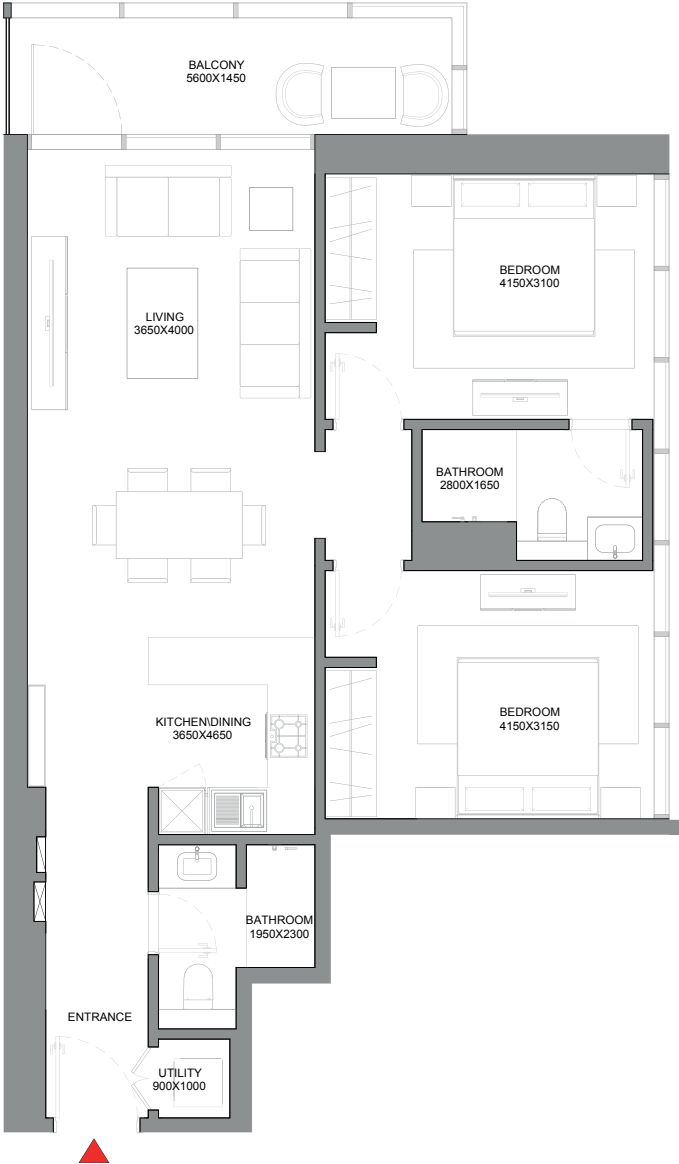 BALCONY
5600X1450
BEDROOM
4150X3100
LIVING
3650X4000
BATHROOM
2800X1650
BEDROOM
4150X3150
KITCHEN\DINING
3650X4650
BATHROOM
1950X2300
ENTRANCE
UTILITY
900X1000